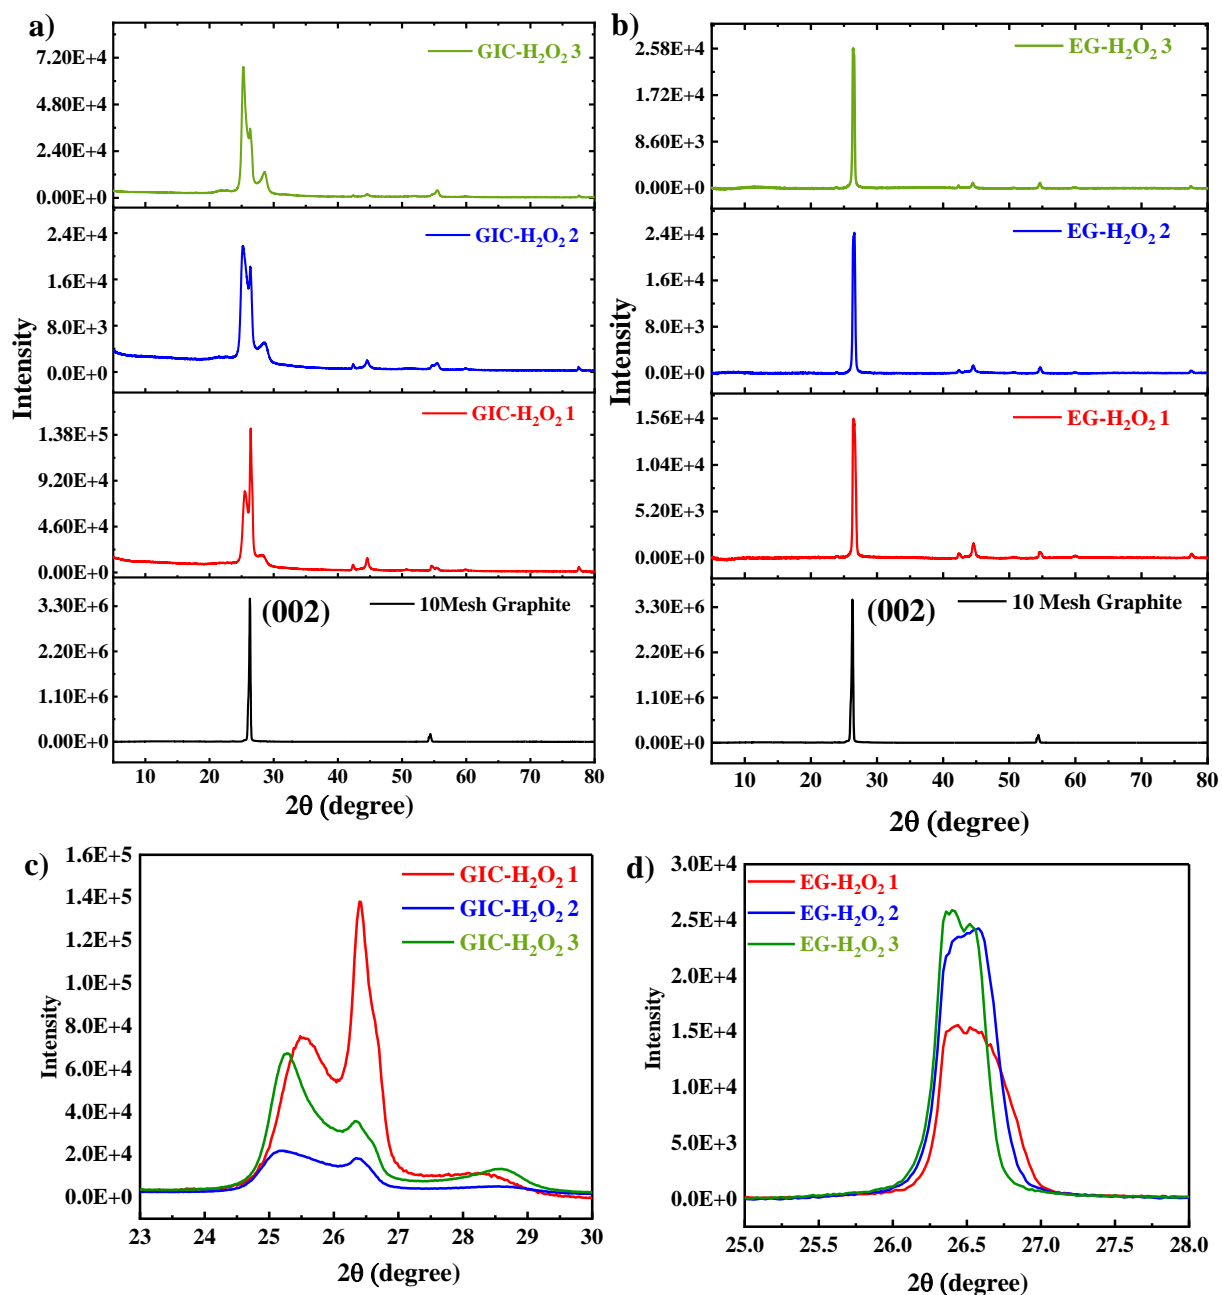 a)
GIC-H₂O₂ 3
7.20E+4
4.80E+4
2.40E+4
0.00E+0
GIC-H₂O₂ 2
2.4E+4
1.6E+4
8.0E+3
0.0E+0
GIC-H₂O₂ 1
1.38E+5
9.20E+4
4.60E+4
0.00E+0
10Mesh Graphite
(002)
3.30E+6
2.20E+6
1.10E+6
0.00E+0
Intensity
10 20 30 40 50 60 70 80
2θ (degree)
b)
EG-H₂O₂ 3
2.58E+4
1.72E+4
8.60E+3
0.00E+0
EG-H₂O₂ 2
2.4E+4
1.6E+4
8.0E+3
0.0E+0
EG-H₂O₂ 1
1.56E+4
1.04E+4
5.20E+3
0.00E+0
10 Mesh Graphite
(002)
3.30E+6
2.20E+6
1.10E+6
0.00E+0
Intensity
10 20 30 40 50 60 70 80
2θ (degree)
c)
GIC-H₂O₂ 1
GIC-H₂O₂ 2
GIC-H₂O₂ 3
1.6E+5
1.4E+5
1.2E+5
1.0E+5
8.0E+4
6.0E+4
4.0E+4
2.0E+4
0.0E+0
Intensity
23 24 25 26 27 28 29 30
2θ (degree)
d)
EG-H₂O₂ 1
EG-H₂O₂ 2
EG-H₂O₂ 3
3.0E+4
2.5E+4
2.0E+4
1.5E+4
1.0E+4
5.0E+3
0.0E+0
Intensity
25.0 25.5 26.0 26.5 27.0 27.5 28.0
2θ (degree)